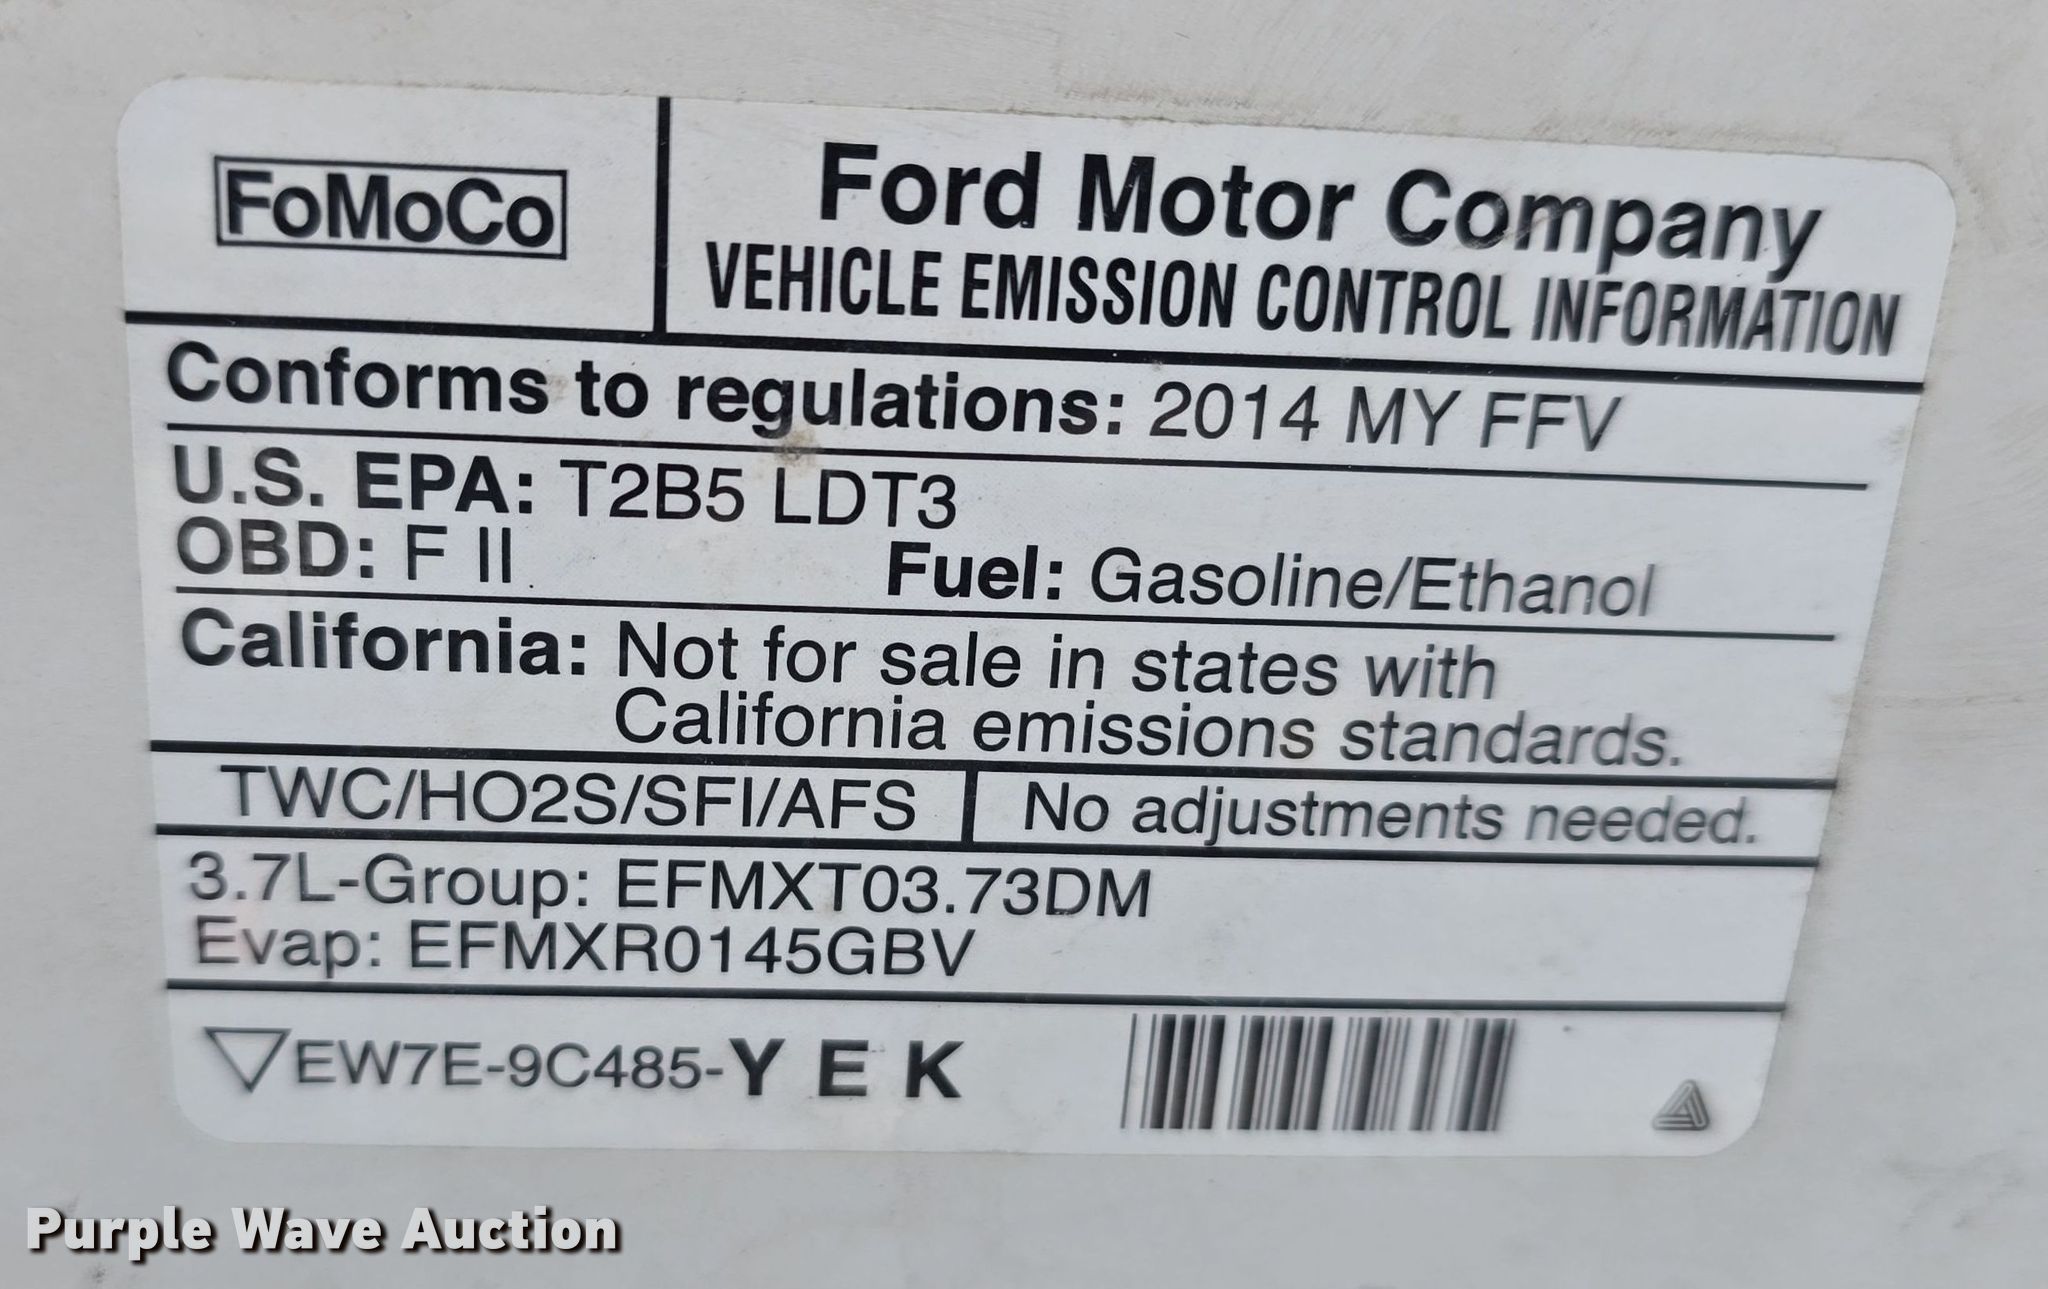 FoMoCo
Ford Motor Company
VEHICLE EMISSION CONTROL INFORMATION
Conforms to regulations: 2014 MY FFV
U.S. EPA: T2B5 LDT3
OBD: F II Fuel: Gasoline/Ethanol
California: Not for sale in states with
California emissions standards.
TWC/HO2S/SFI/AFS No adjustments needed.
3.7L-Group: EFMXT03.73DM
Evap: EFMXR0145GBV
EW7E-9C485-Y E K
Purple Wave Auction